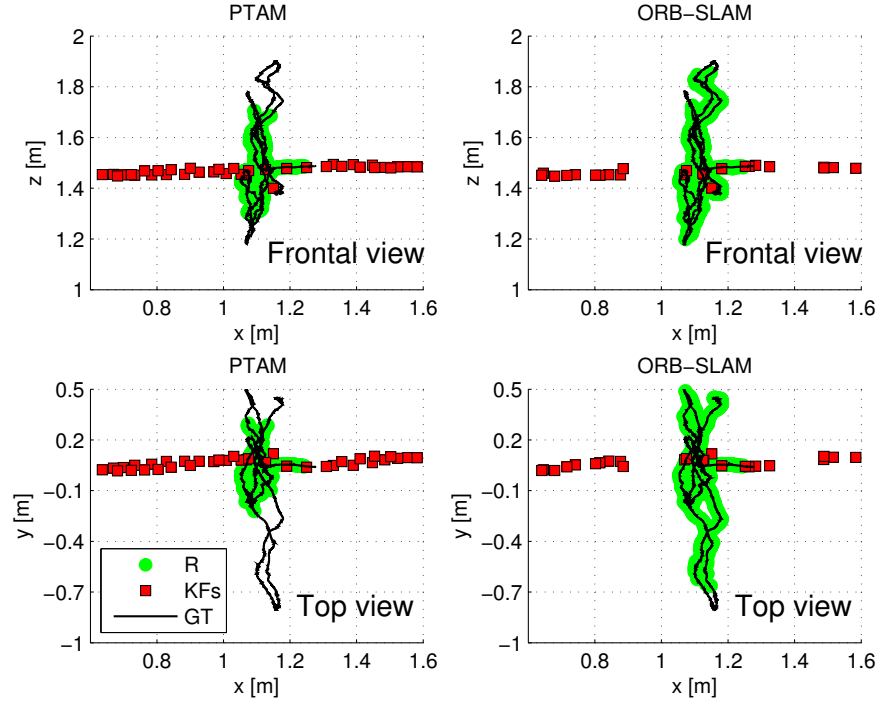 PTAM
2
1.8
1.6
1.4
1.2
1
z [m]
Frontal view
0.8 1 1.2 1.4 1.6
x [m]
ORB−SLAM
2
1.8
1.6
1.4
1.2
1
z [m]
Frontal view
0.8 1 1.2 1.4 1.6
x [m]
PTAM
0.5
0.2
−0.1
−0.4
−0.7
−1
y [m]
R
KFs
GT
Top view
0.8 1 1.2 1.4 1.6
x [m]
ORB−SLAM
0.5
0.2
−0.1
−0.4
−0.7
−1
y [m]
Top view
0.8 1 1.2 1.4 1.6
x [m]